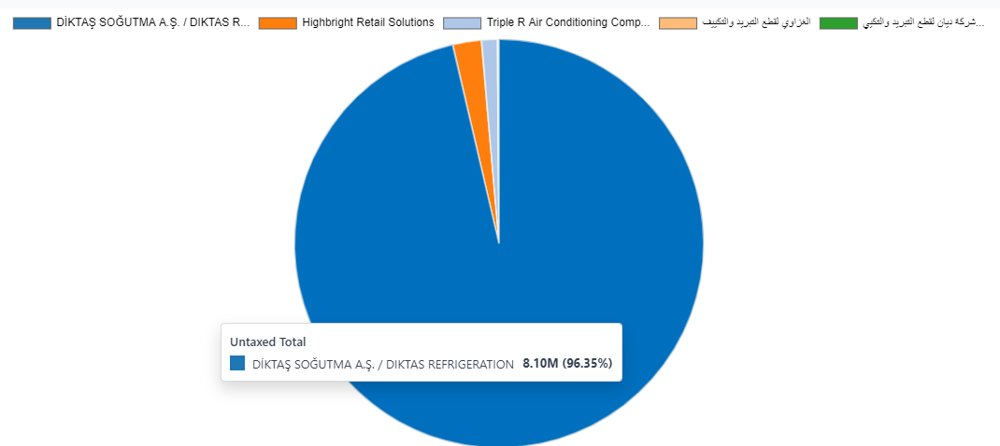 DİKTAŞ SOĞUTMA A.Ş. / DIKTAS R...
Highbright Retail Solutions
Triple R Air Conditioning Comp...
الغزاوي لقطع التبريد والتكييف
شركة ديان لقطع التبريد والتكيي...
Untaxed Total
DİKTAŞ SOĞUTMA A.Ş. / DIKTAS REFRIGERATION 8.10M (96.35%)